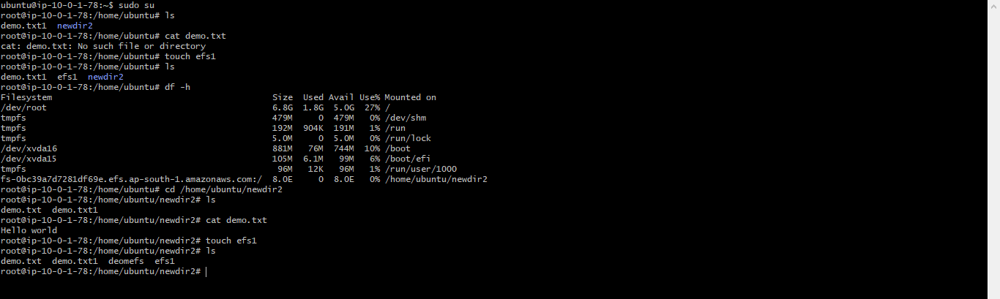 ubuntu@ip-10-0-1-78:~$ sudo su
root@ip-10-0-1-78:/home/ubuntu# ls
demo.txt1  newdir2
root@ip-10-0-1-78:/home/ubuntu# cat demo.txt
cat: demo.txt: No such file or directory
root@ip-10-0-1-78:/home/ubuntu# touch efs1
root@ip-10-0-1-78:/home/ubuntu# ls
demo.txt1  efs1  newdir2
root@ip-10-0-1-78:/home/ubuntu# df -h
Filesystem                                         Size  Used Avail Use% Mounted on
/dev/root                                          6.8G  1.8G  5.0G  27% /
tmpfs                                              479M     0  479M   0% /dev/shm
tmpfs                                              192M  904K  191M   1% /run
tmpfs                                              5.0M     0  5.0M   0% /run/lock
/dev/xvda16                                        881M   76M  744M  10% /boot
/dev/xvda15                                        105M  6.1M   99M   6% /boot/efi
tmpfs                                               96M   12K   96M   1% /run/user/1000
fs-0bc39a7d7281df69e.efs.ap-south-1.amazonaws.com:/  8.0E     0  8.0E   0% /home/ubuntu/newdir2
root@ip-10-0-1-78:/home/ubuntu# cd /home/ubuntu/newdir2
root@ip-10-0-1-78:/home/ubuntu/newdir2# ls
demo.txt  demo.txt1
root@ip-10-0-1-78:/home/ubuntu/newdir2# cat demo.txt
Hello world
root@ip-10-0-1-78:/home/ubuntu/newdir2# touch efs1
root@ip-10-0-1-78:/home/ubuntu/newdir2# ls
demo.txt  demo.txt1  deomefs  efs1
root@ip-10-0-1-78:/home/ubuntu/newdir2#